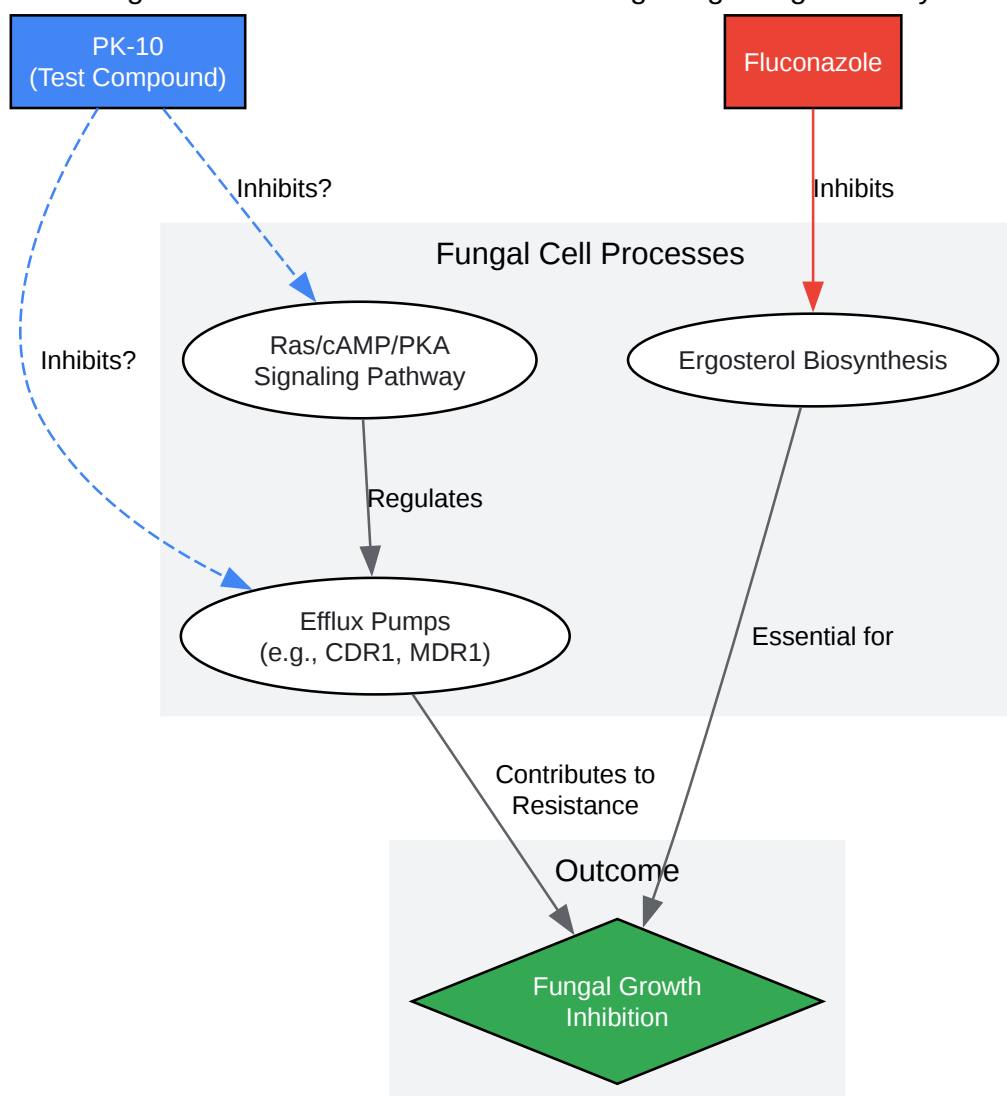 PK-10
(Test Compound)
Fluconazole
Inhibits?
Inhibits
Fungal Cell Processes
Ras/cAMP/PKA
Signaling Pathway
Ergosterol Biosynthesis
Inhibits?
Regulates
Efflux Pumps
(e.g., CDR1, MDR1)
Essential for
Contributes to
Resistance
Outcome
Fungal Growth
Inhibition